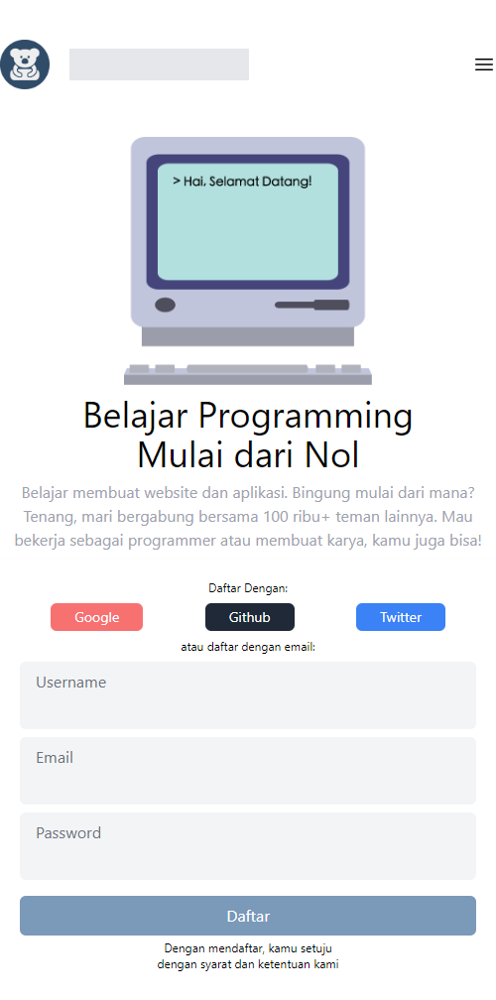 > Hai, Selamat Datang!
Belajar Programming
Mulai dari Nol
Belajar membuat website dan aplikasi. Bingung mulai dari mana?
Tenang, mari bergabung bersama 100 ribu+ teman lainnya. Mau
bekerja sebagai programmer atau membuat karya, kamu juga bisa!
Daftar Dengan:
Google Github Twitter
atau daftar dengan email:
Username
Email
Password
Daftar
Dengan mendaftar, kamu setuju
dengan syarat dan ketentuan kami